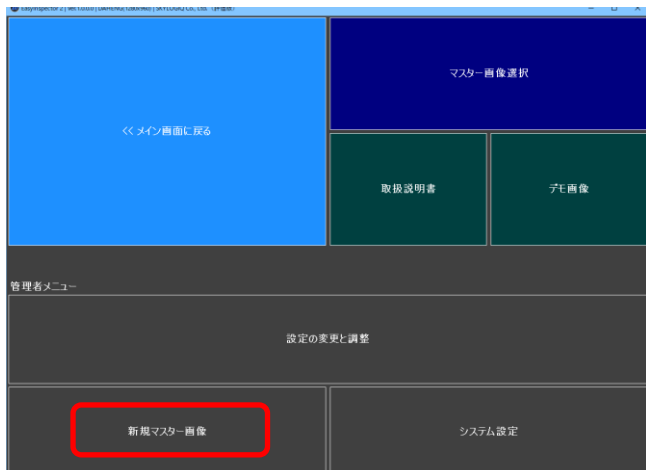 << メイン画面に戻る
マスター画像選択
取扱説明書
デモ画像
管理者メニュー
設定の変更と調整
新規マスター画像
システム設定